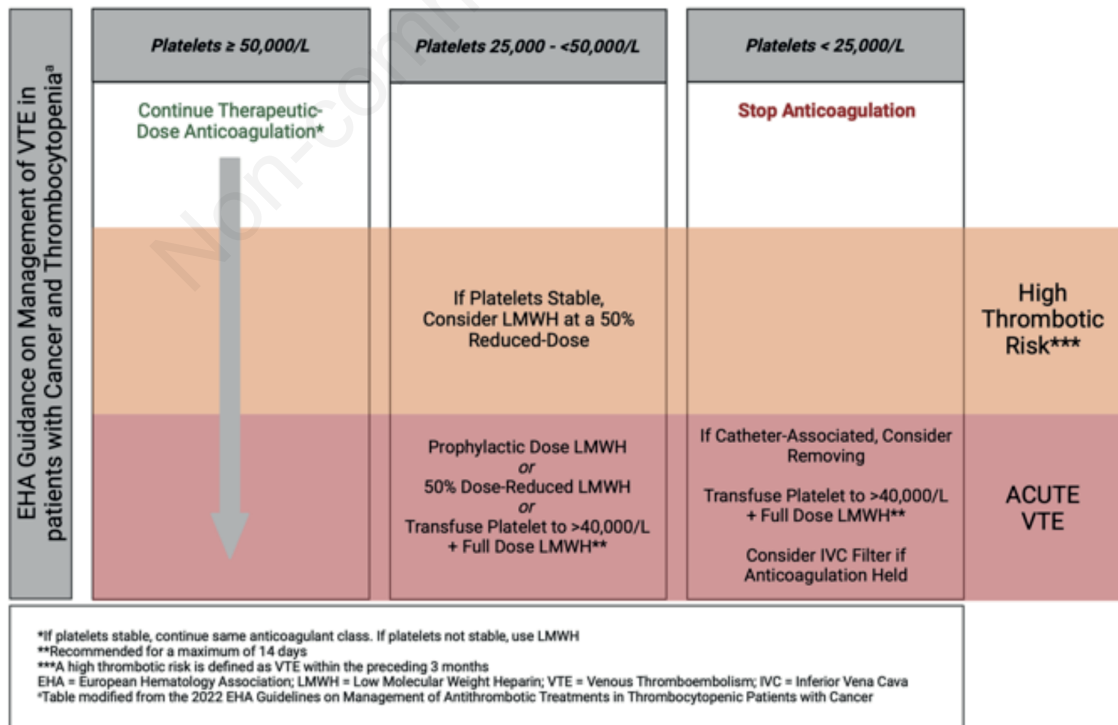 EHA Guidance on Management of VTE in
patients with Cancer and Thrombocytopeniaᵃ
Platelets ≥ 50,000/L
Platelets 25,000 - <50,000/L
Platelets < 25,000/L
Continue Therapeutic-
Dose Anticoagulation*
Stop Anticoagulation
If Platelets Stable,
Consider LMWH at a 50%
Reduced-Dose
High
Thrombotic
Risk***
Prophylactic Dose LMWH
or
50% Dose-Reduced LMWH
or
Transfuse Platelet to >40,000/L
+ Full Dose LMWH**
If Catheter-Associated, Consider
Removing
Transfuse Platelet to >40,000/L
+ Full Dose LMWH**
Consider IVC Filter if
Anticoagulation Held
ACUTE
VTE
*If platelets stable, continue same anticoagulant class. If platelets not stable, use LMWH
**Recommended for a maximum of 14 days
***A high thrombotic risk is defined as VTE within the preceding 3 months
EHA = European Hematology Association; LMWH = Low Molecular Weight Heparin; VTE = Venous Thromboembolism; IVC = Inferior Vena Cava
ᵃTable modified from the 2022 EHA Guidelines on Management of Antithrombotic Treatments in Thrombocytopenic Patients with Cancer